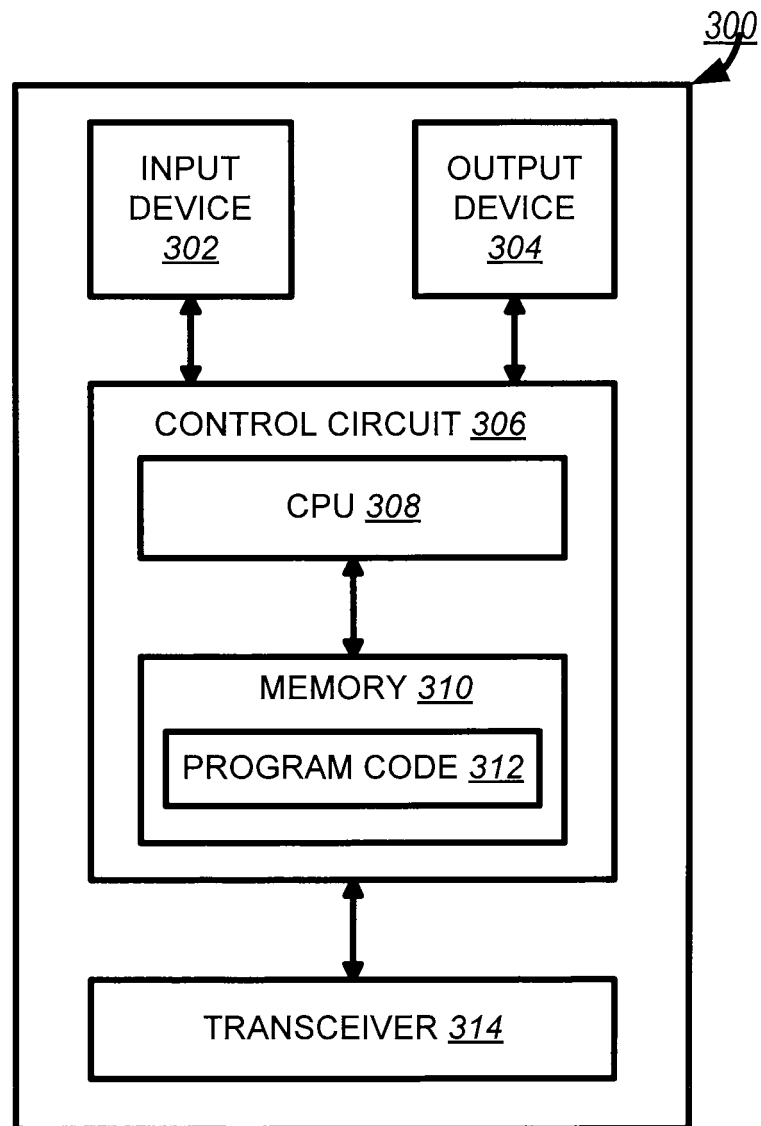 300
INPUT
DEVICE
302
OUTPUT
DEVICE
304
CONTROL CIRCUIT 306
CPU 308
MEMORY 310
PROGRAM CODE 312
TRANSCEIVER 314